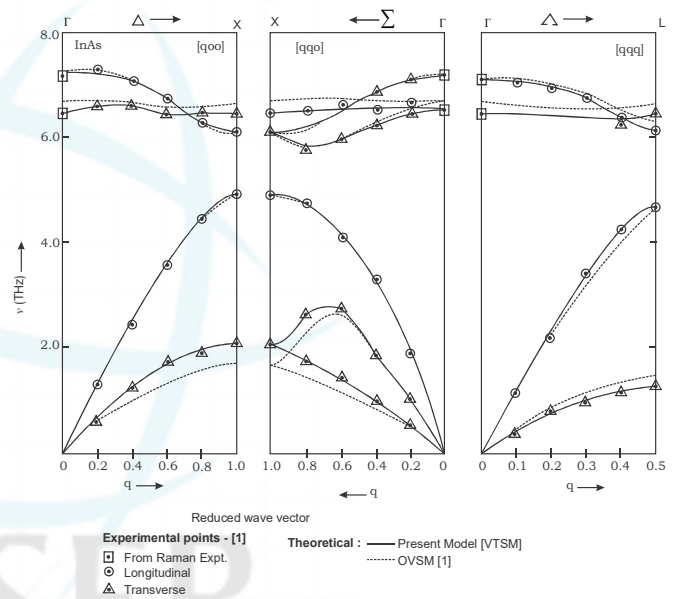 Γ Δ → X
X ← Σ Γ
Γ Δ → L
8.0
InAs [qoo]
[qqo]
[qqq]
6.0
4.0
2.0
ν (THz) →
0 0.2 0.4 0.6 0.8 1.0
1.0 0.8 0.6 0.4 0.2 0
0 0.1 0.2 0.3 0.4 0.5
q →
← q
q →
Reduced wave vector
Experimental points - [1]
From Raman Expt.
Longitudinal
Transverse
Theoretical : Present Model [VTSM]
OVSM [1]